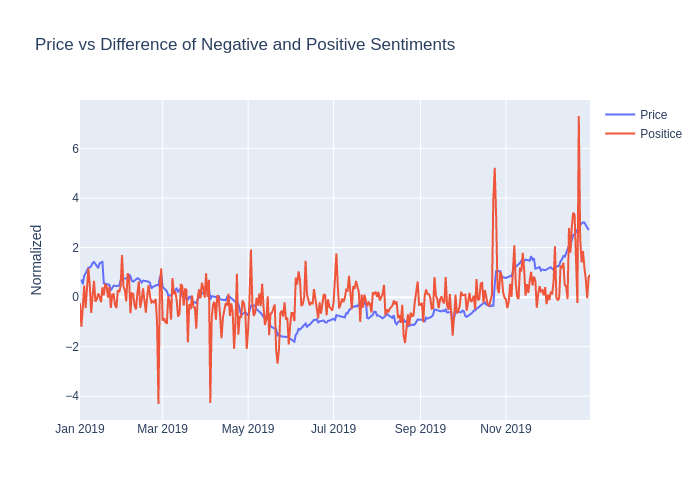 Price vs Difference of Negative and Positive Sentiments
Price
Positice
Normalized
6
4
2
0
−2
−4
Jan 2019
Mar 2019
May 2019
Jul 2019
Sep 2019
Nov 2019